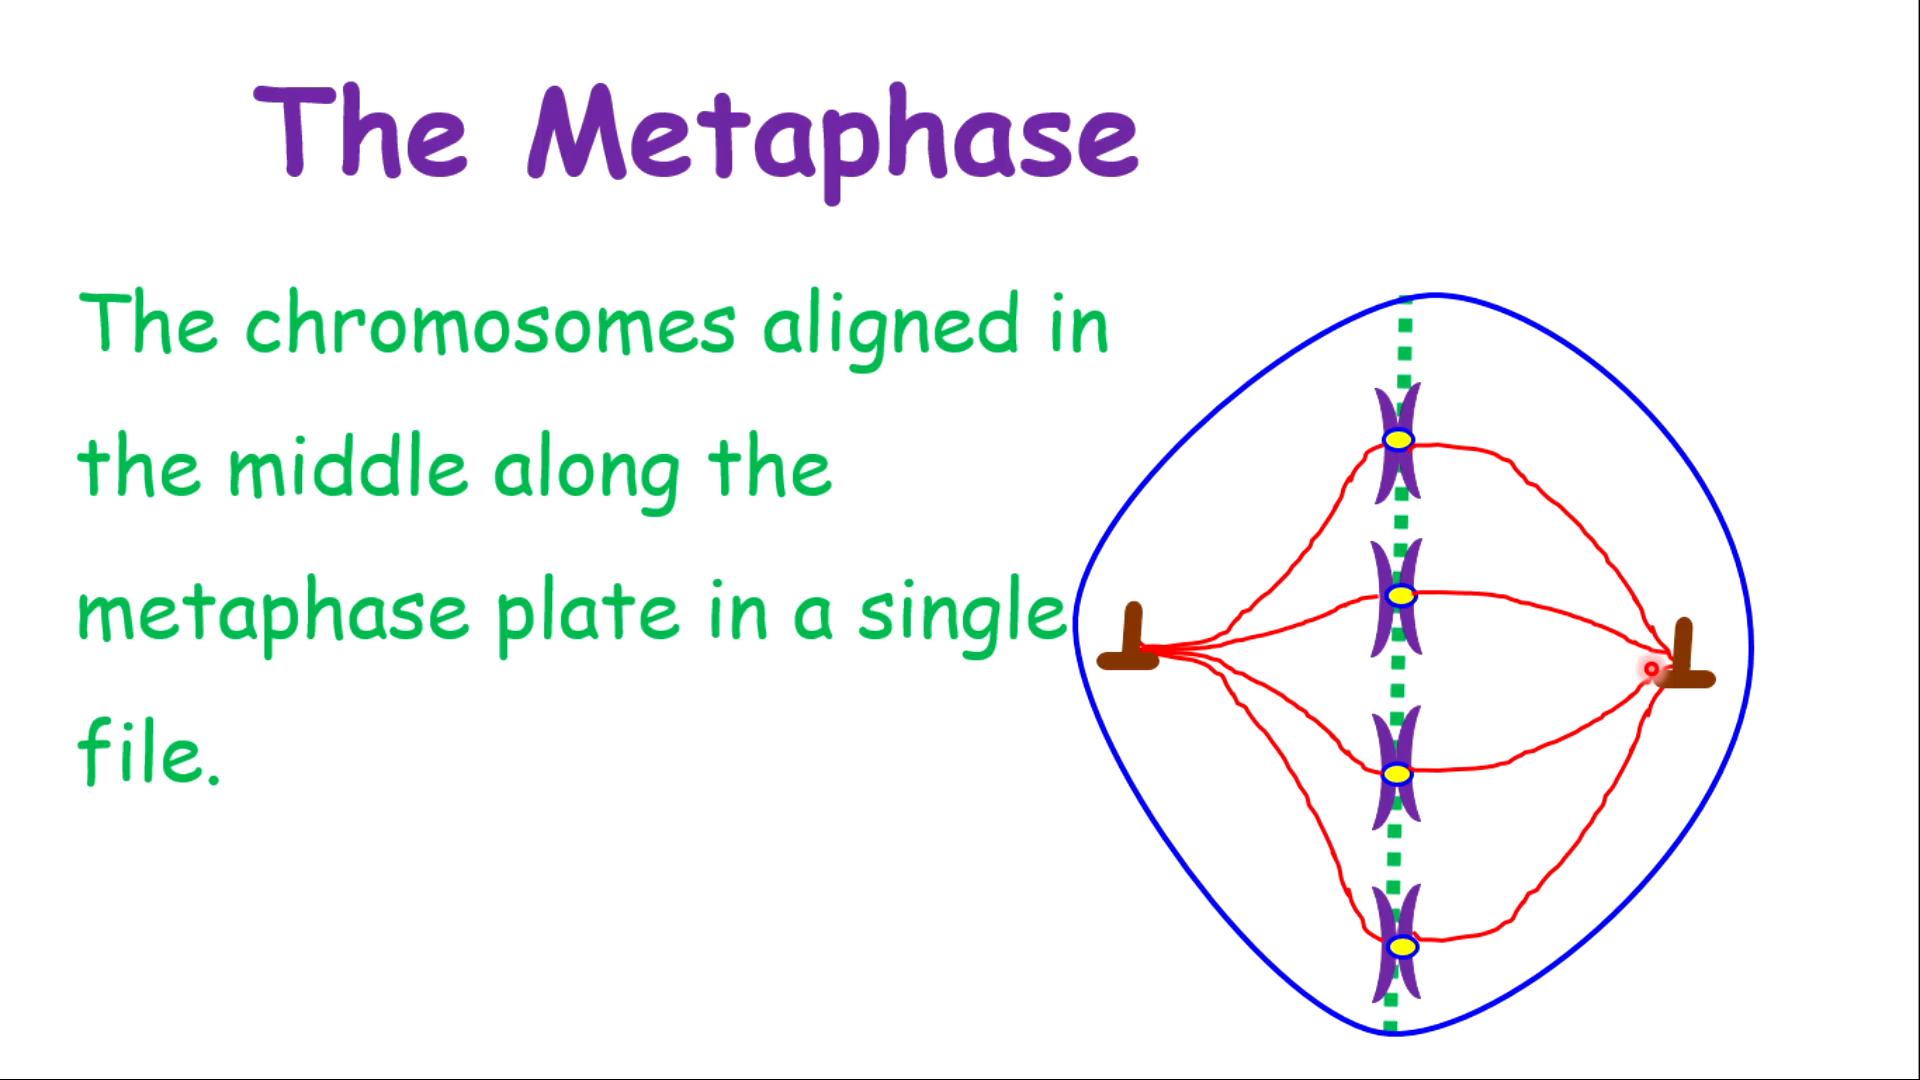 The Metaphase
The chromosomes aligned in
the middle along the
metaphase plate in a single
file.